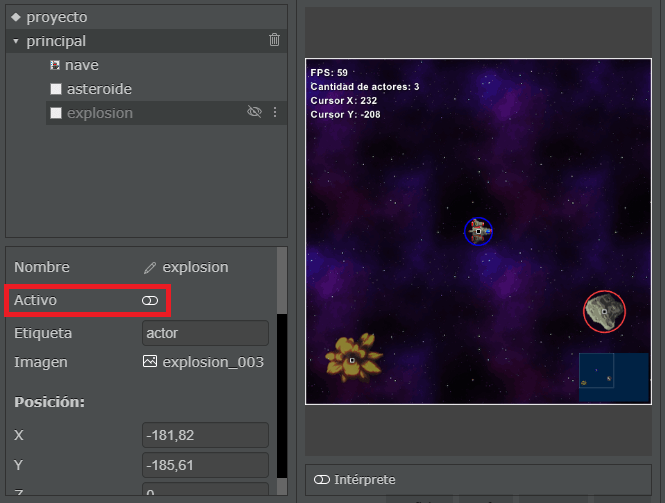 proyecto
principal
nave
asteroide
explosion
Nombre explosion
Activo
Etiqueta actor
Imagen explosion_003
Posición:
X -181,82
Y -185,61
Z 0
FPS: 59
Cantidad de actores: 3
Cursor X: 232
Cursor Y: -208
Intérprete